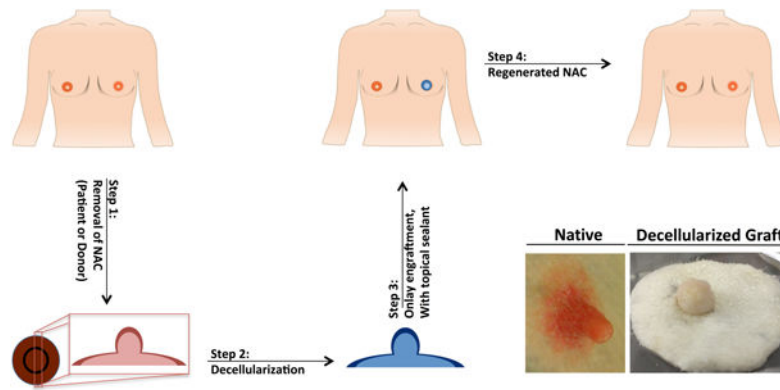 Step 4:
Regenerated NAC
Step 1:
Removal of NAC
(Patient or Donor)
Step 3:
Onlay engraftment,
With topical sealant
Native
Decellularized Graft
Step 2:
Decellularization